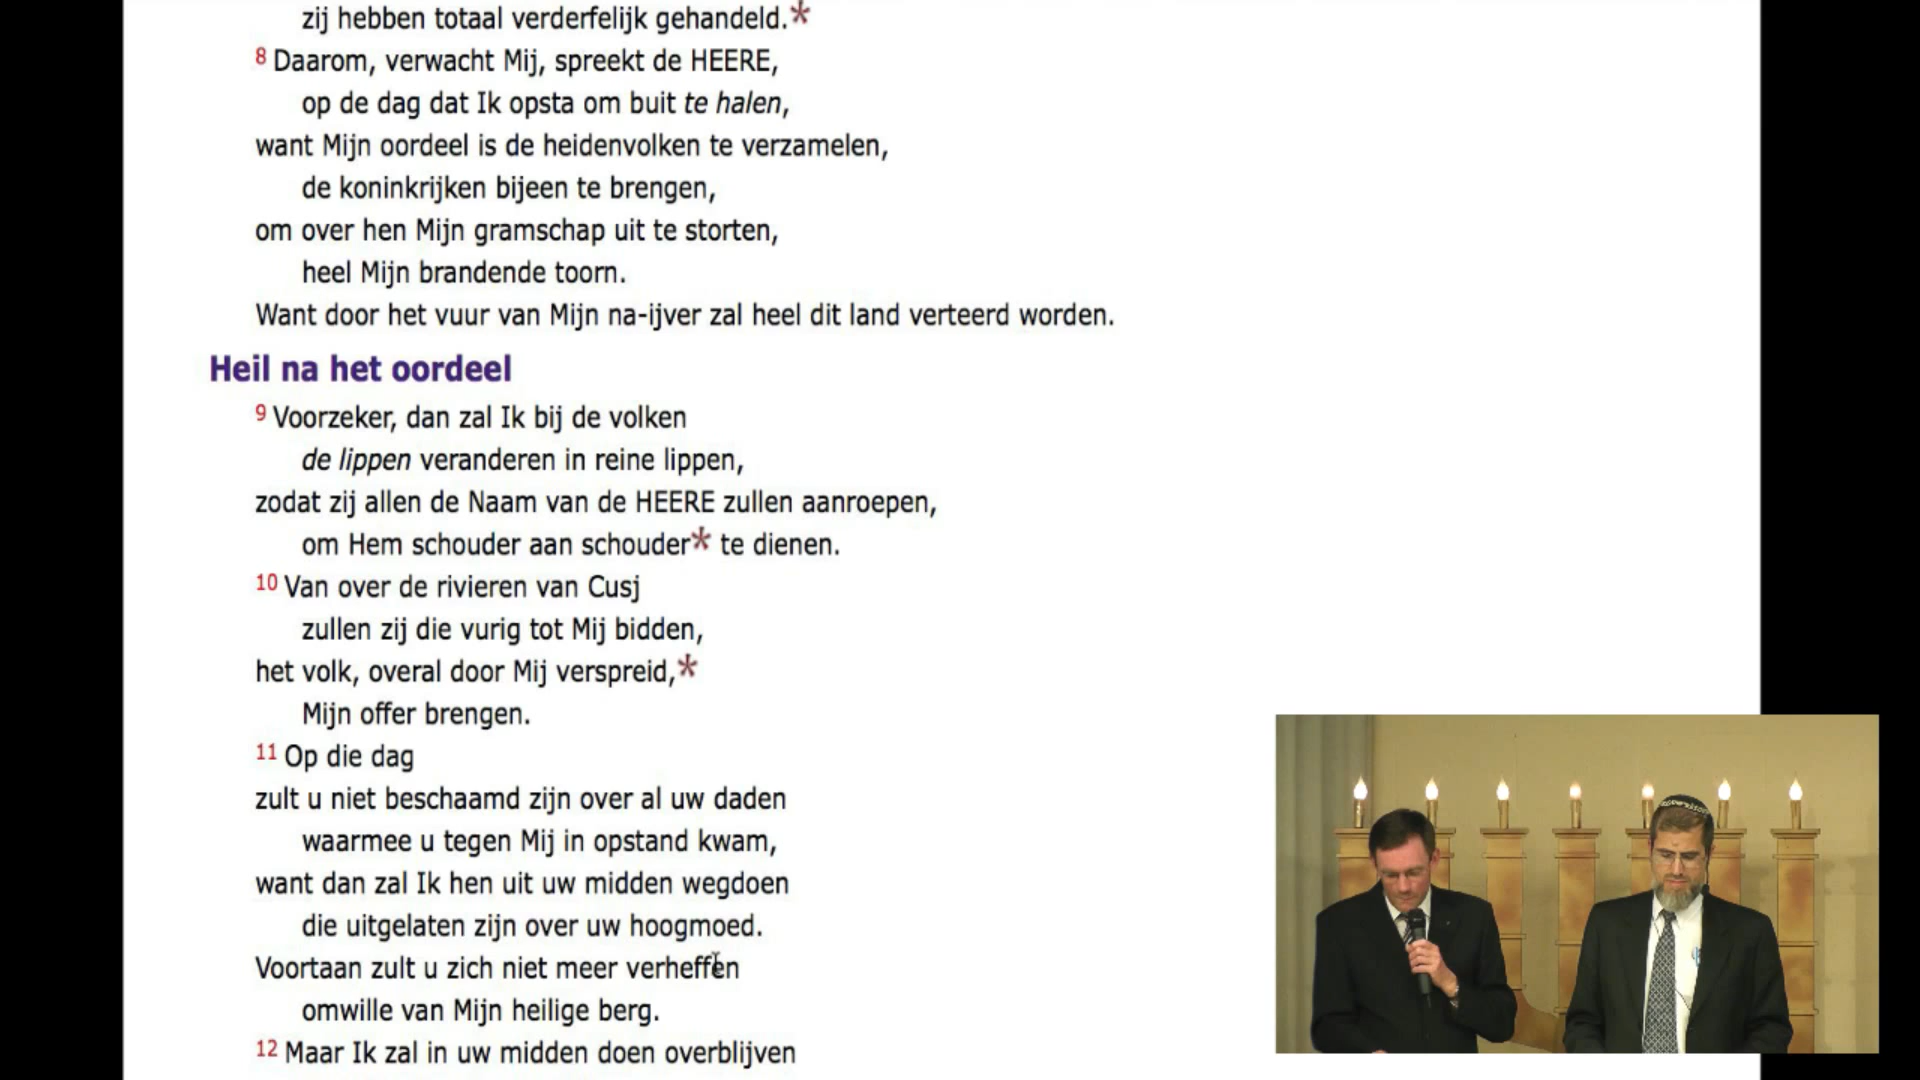 zij hebben totaal verderfelijk gehandeld.*
8 Daarom, verwacht Mij, spreekt de HEERE,
op de dag dat Ik opsta om buit te halen,
want Mijn oordeel is de heidenvolken te verzamelen,
de koninkrijken bijeen te brengen,
om over hen Mijn gramschap uit te storten,
heel Mijn brandende toorn.
Want door het vuur van Mijn na-ijver zal heel dit land verteerd worden.
Heil na het oordeel
9 Voorzeker, dan zal Ik bij de volken
de lippen veranderen in reine lippen,
zodat zij allen de Naam van de HEERE zullen aanroepen,
om Hem schouder aan schouder* te dienen.
10 Van over de rivieren van Cusj
zullen zij die vurig tot Mij bidden,
het volk, overal door Mij verspreid,*
Mijn offer brengen.
11 Op die dag
zult u niet beschaamd zijn over al uw daden
waarmee u tegen Mij in opstand kwam,
want dan zal Ik hen uit uw midden wegdoen
die uitgelaten zijn over uw hoogmoed.
Voortaan zult u zich niet meer verheffen
omwille van Mijn heilige berg.
12 Maar Ik zal in uw midden doen overblijven